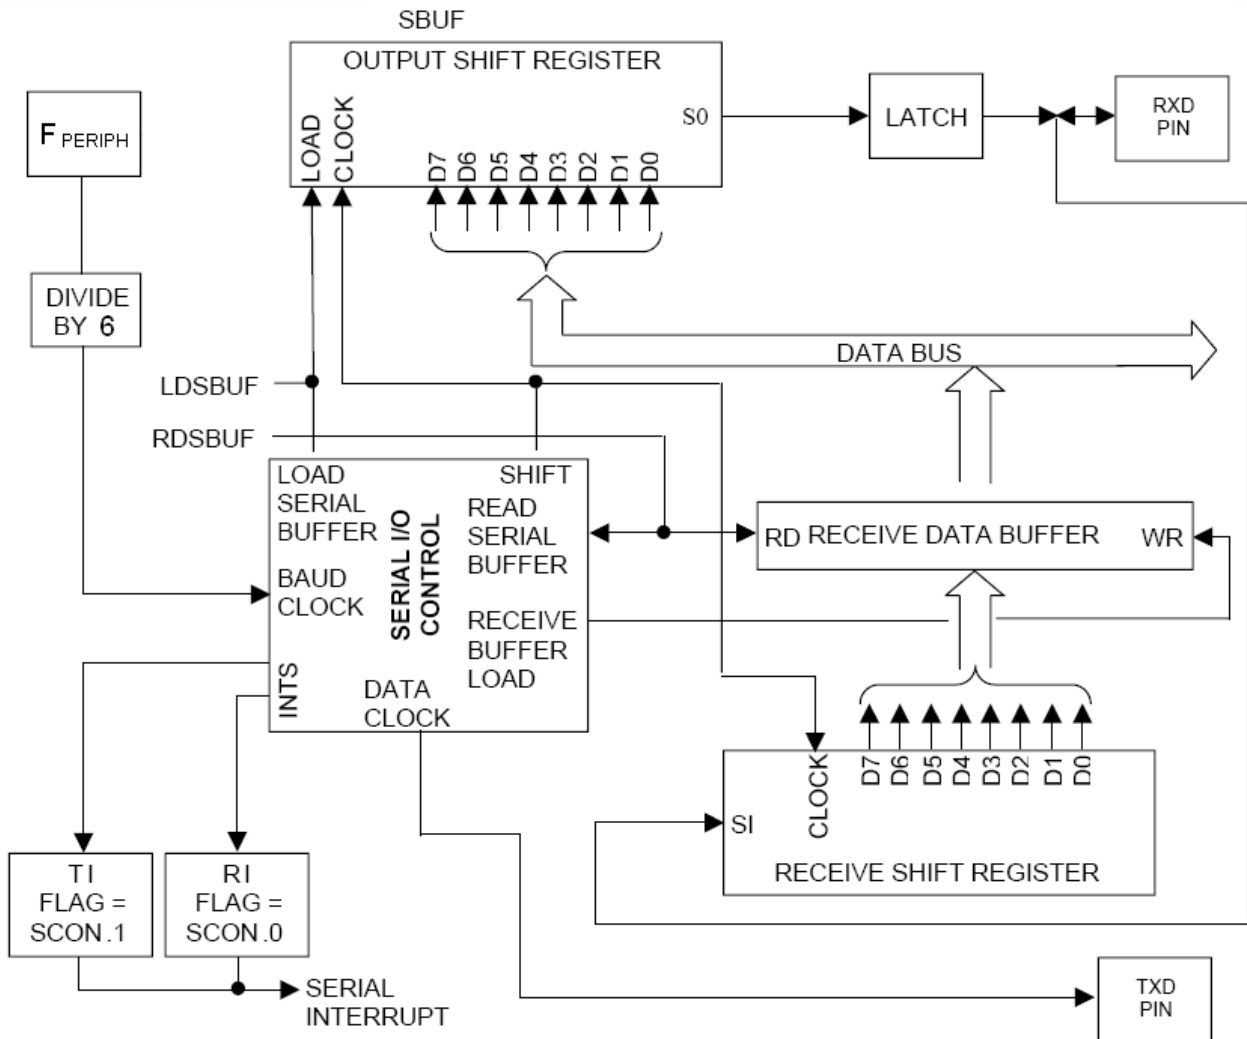 SBUF
OUTPUT SHIFT REGISTER
LOAD
CLOCK
D7
D6
D5
D4
D3
D2
D1
D0
S0
LATCH
RXD
PIN
F PERIPH
DIVIDE
BY 6
DATA BUS
LDSBUF
RDSBUF
LOAD
SERIAL
BUFFER
SHIFT
READ
SERIAL
BUFFER
SERIAL I/O
CONTROL
BAUD
CLOCK
RECEIVE
BUFFER
LOAD
INTS
DATA
CLOCK
RD
RECEIVE DATA BUFFER
WR
CLOCK
D7
D6
D5
D4
D3
D2
D1
D0
SI
RECEIVE SHIFT REGISTER
TI
FLAG =
SCON.1
RI
FLAG =
SCON.0
SERIAL
INTERRUPT
TXD
PIN